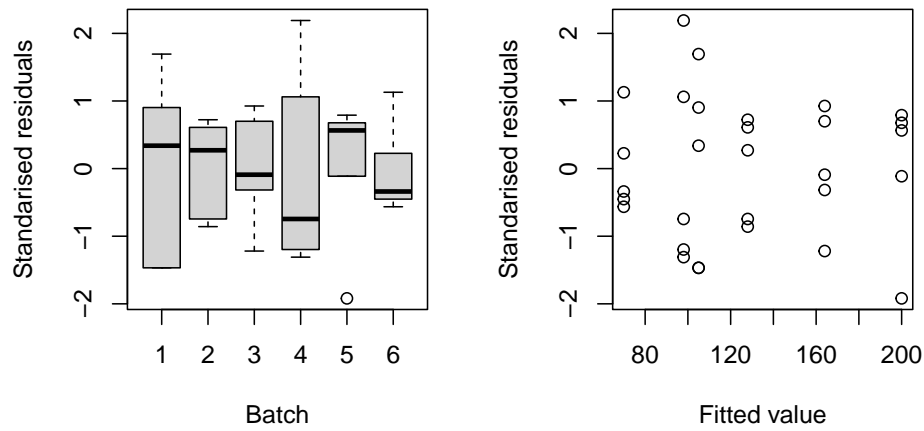 Standarised residuals
2
1
0
−1
−2
1 2 3 4 5 6
Batch
Standarised residuals
2
1
0
−1
−2
80 120 160 200
Fitted value